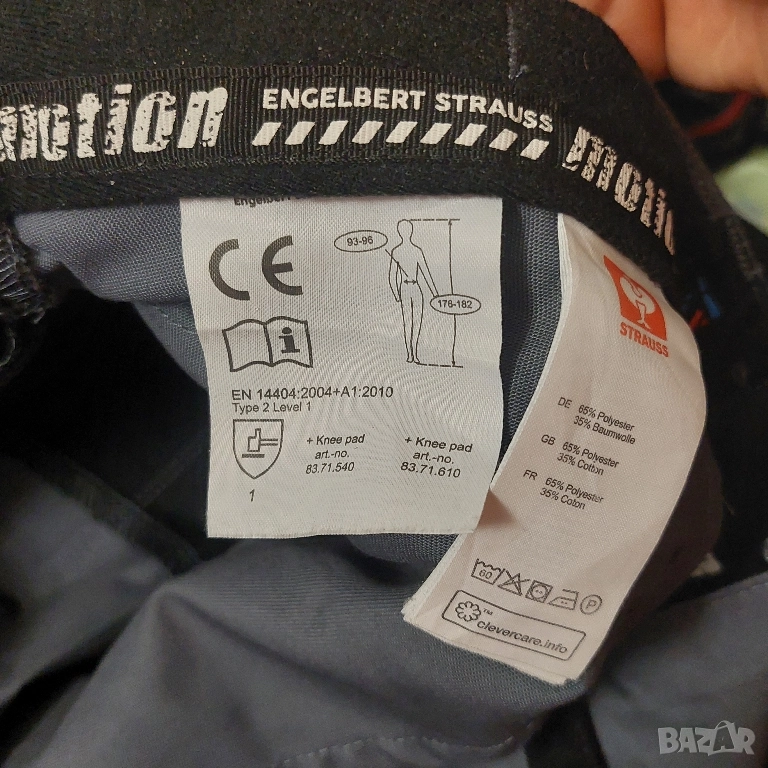 motion ENGELBERT STRAUSS motio
CE
93-96
176-182
EN 14404:2004+A1:2010
Type 2 Level 1
+ Knee pad
art.-no.
83.71.540
+ Knee pad
art.-no.
83.71.610
1
STRAUSS
DE 65% Polyester
35% Baumwolle
GB 65% Polyester
35% Cotton
FR 65% Polyester
35% Coton
60 P
™ clevercare.info
BAZAR